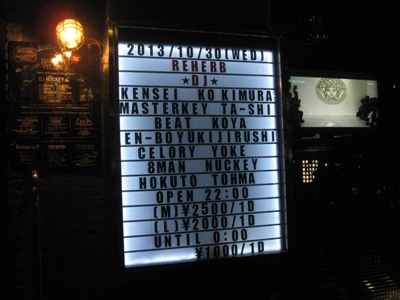 2013/10/30(WED)
REHERB
★DJ★
KENSEI KO KIMURA
MASTERKEY TA-SHI
BEAT KOYA
EN-BOYUKIJIRUSHI
CELORY YOKE
8MAN NUCKEY
HOKUTO TOHMA
OPEN 22:00
(M)¥2500/1D
(L)¥2000/1D
UNTIL 0:00
¥1000/1D